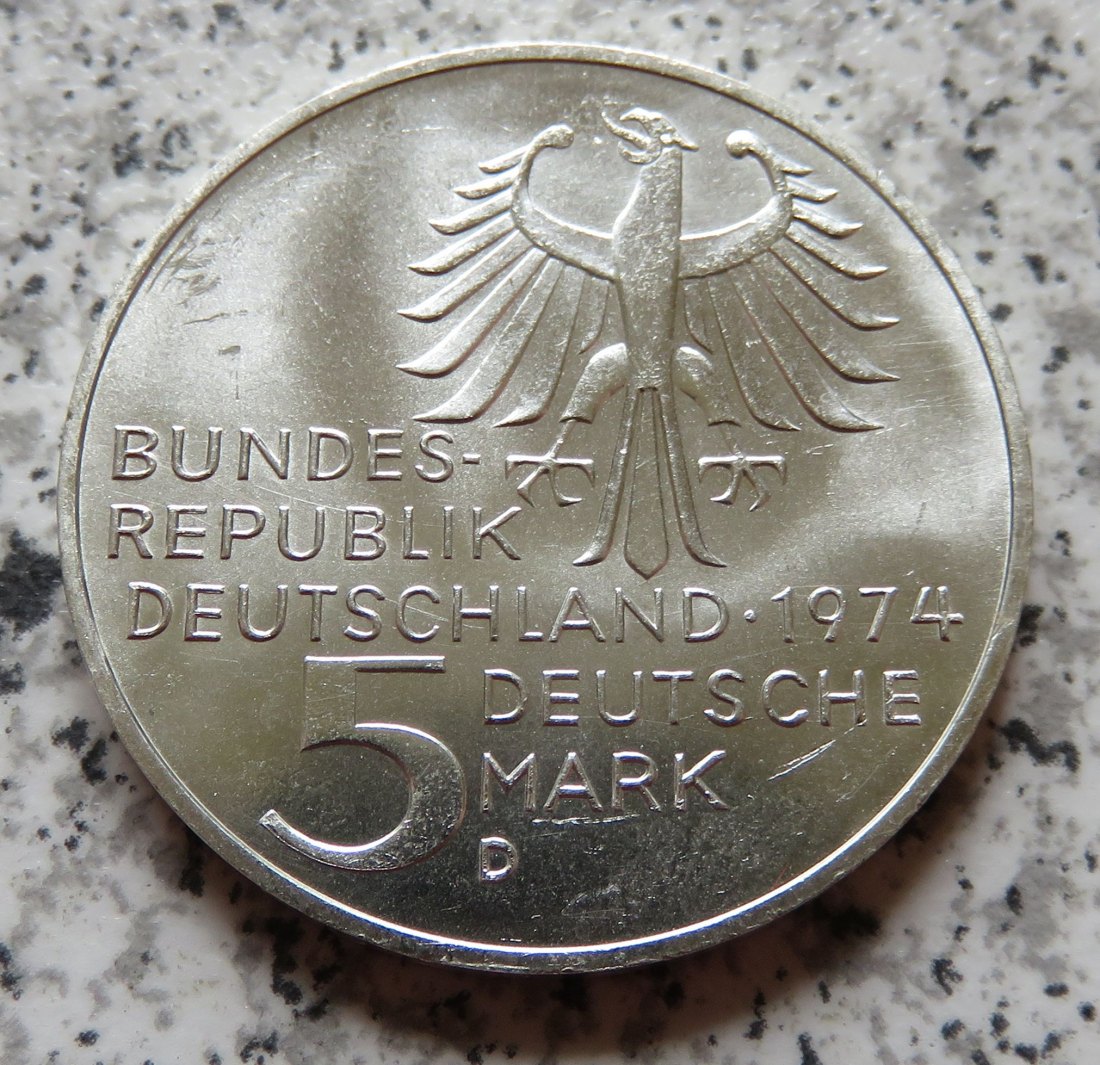 BUNDES-
REPUBLIK
DEUTSCHLAND · 1974
5 DEUTSCHE
MARK
D